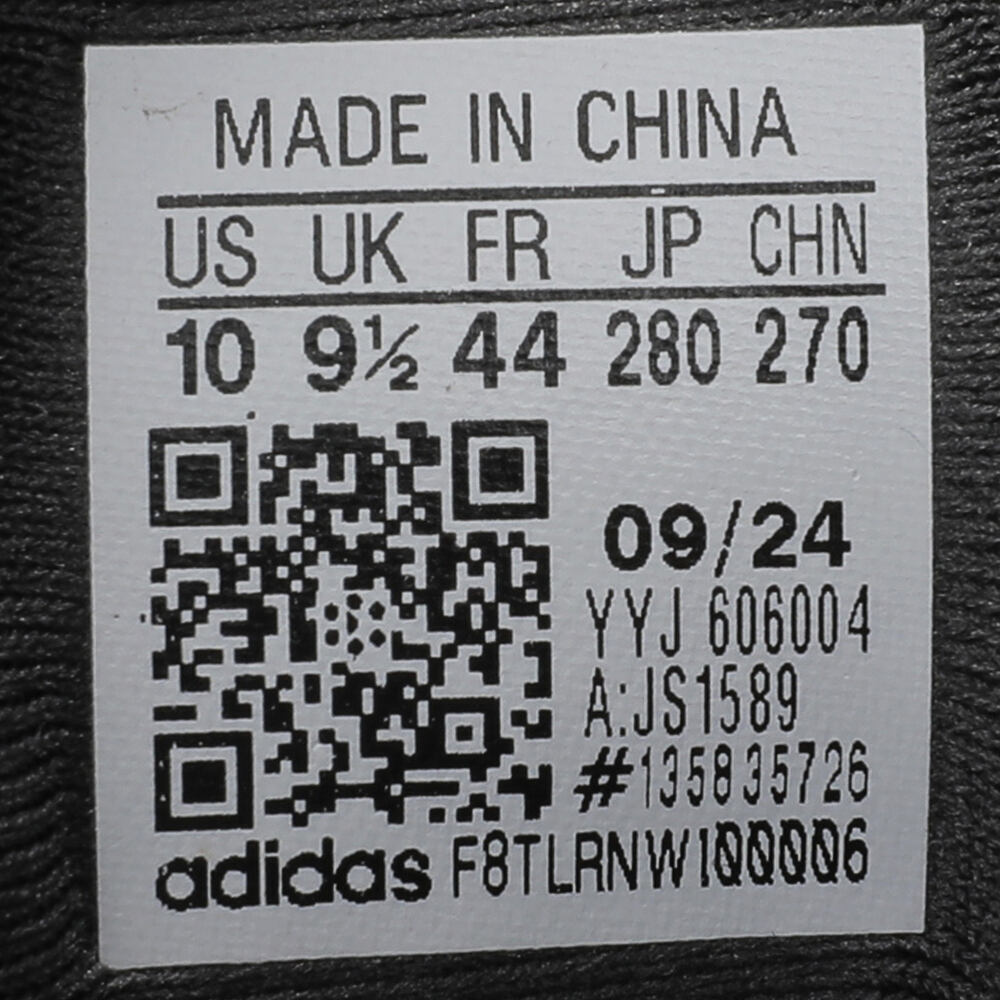 MADE IN CHINA
US UK FR JP CHN
10 9½ 44 280 270
09/24
YYJ 606004
A:JS1589
#135835726
adidas F8TLRNWI00006